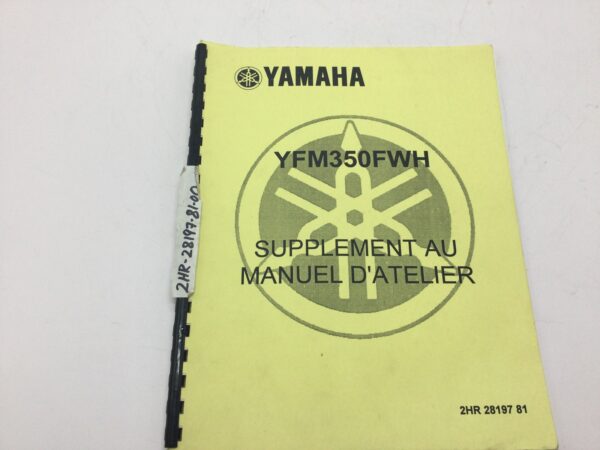 YAMAHA
YFM350FWH
SUPPLEMENT AU
MANUEL D'ATELIER
2HR 28197 81
2HR-28197-81-00